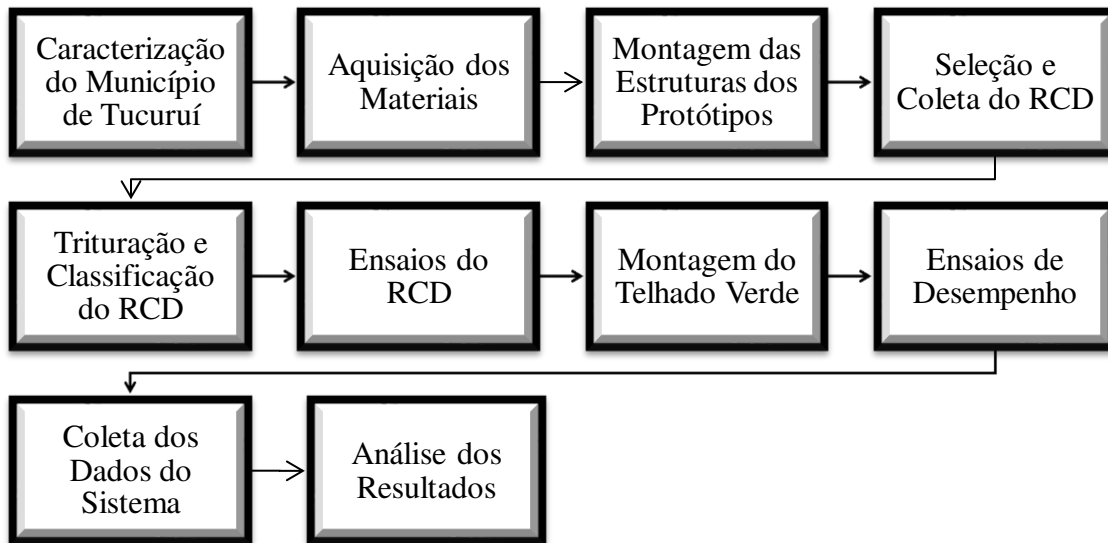 Caracterização
do Município
de Tucuruí
Aquisição dos
Materiais
Montagem das
Estruturas dos
Protótipos
Seleção e
Coleta do RCD
Trituração e
Classificação
do RCD
Ensaios do
RCD
Montagem do
Telhado Verde
Ensaios de
Desempenho
Coleta dos
Dados do
Sistema
Análise dos
Resultados